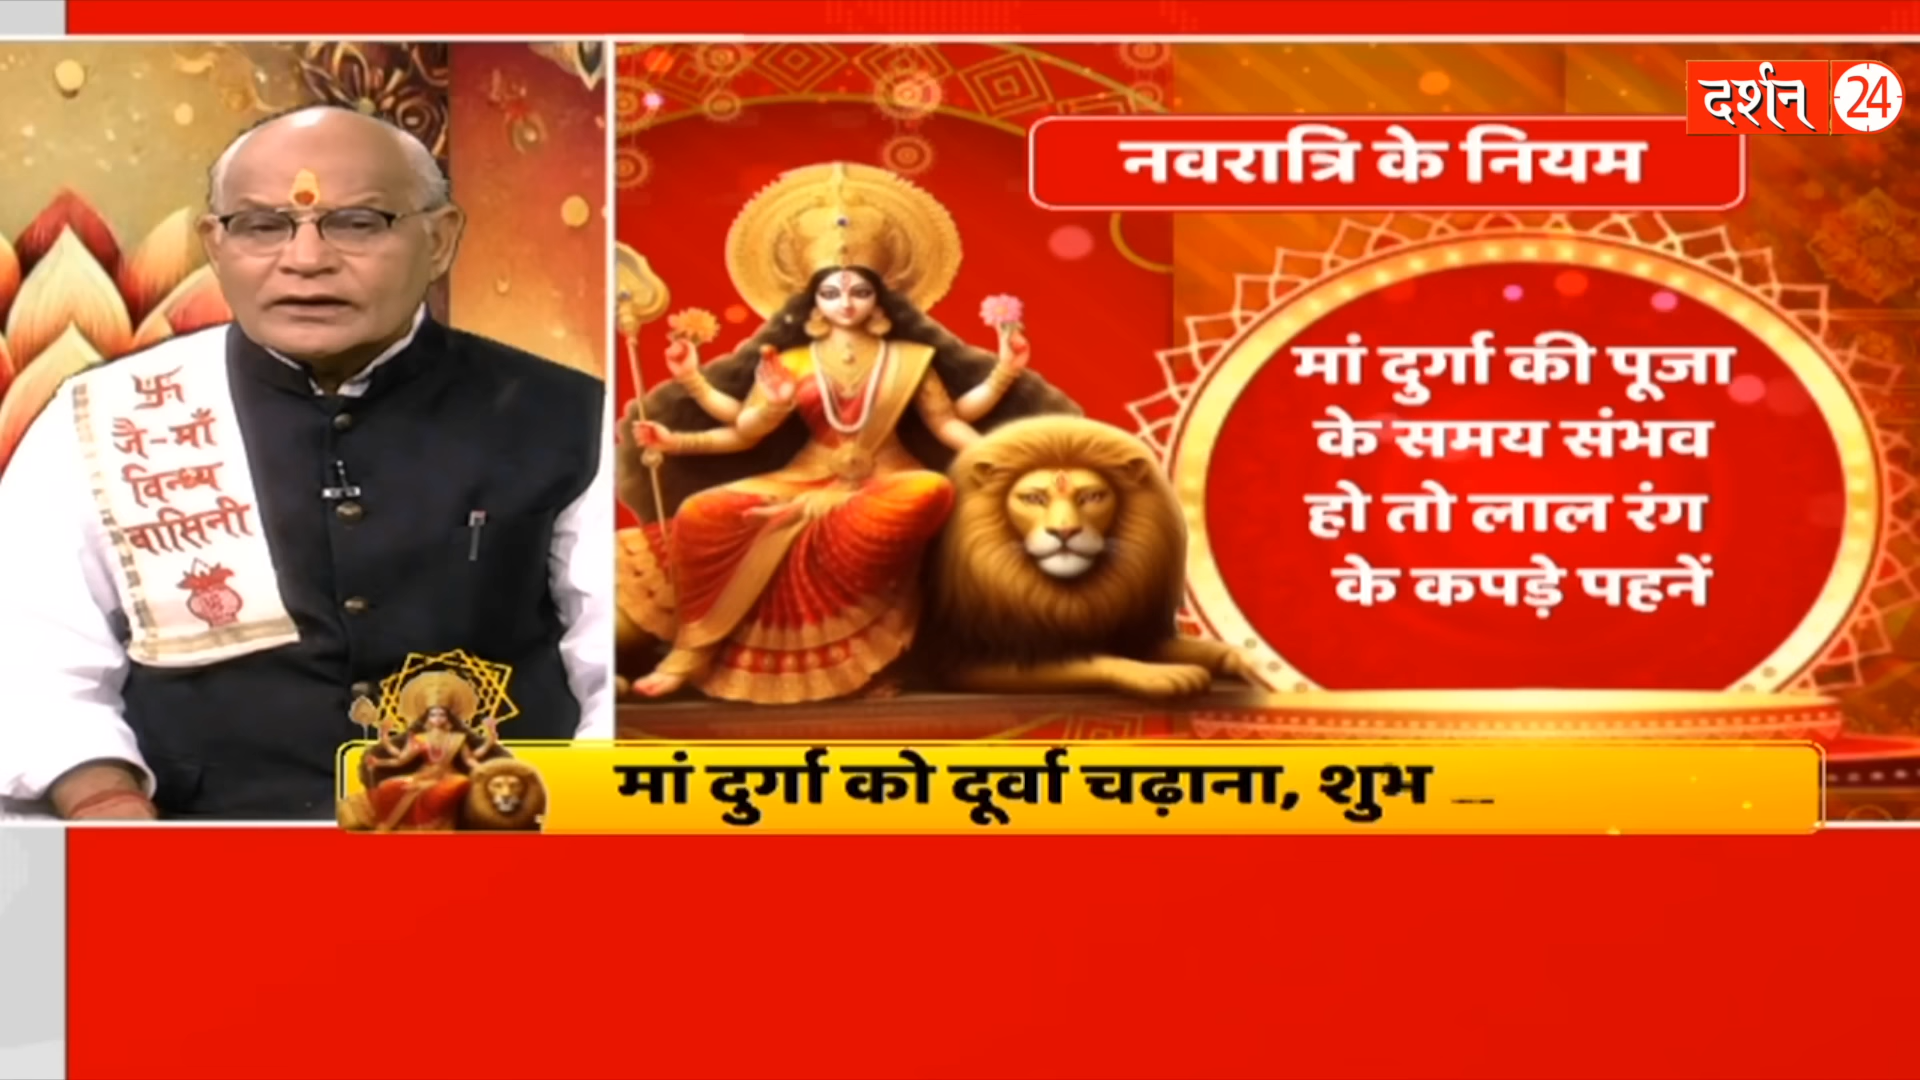 दर्शन 24
नवरात्रि के नियम
मां दुर्गा की पूजा
के समय संभव
हो तो लाल रंग
के कपड़े पहनें
जै-माँ
विन्ध्य
वासिनी
मां दुर्गा को दूर्वा चढ़ाना, शुभ